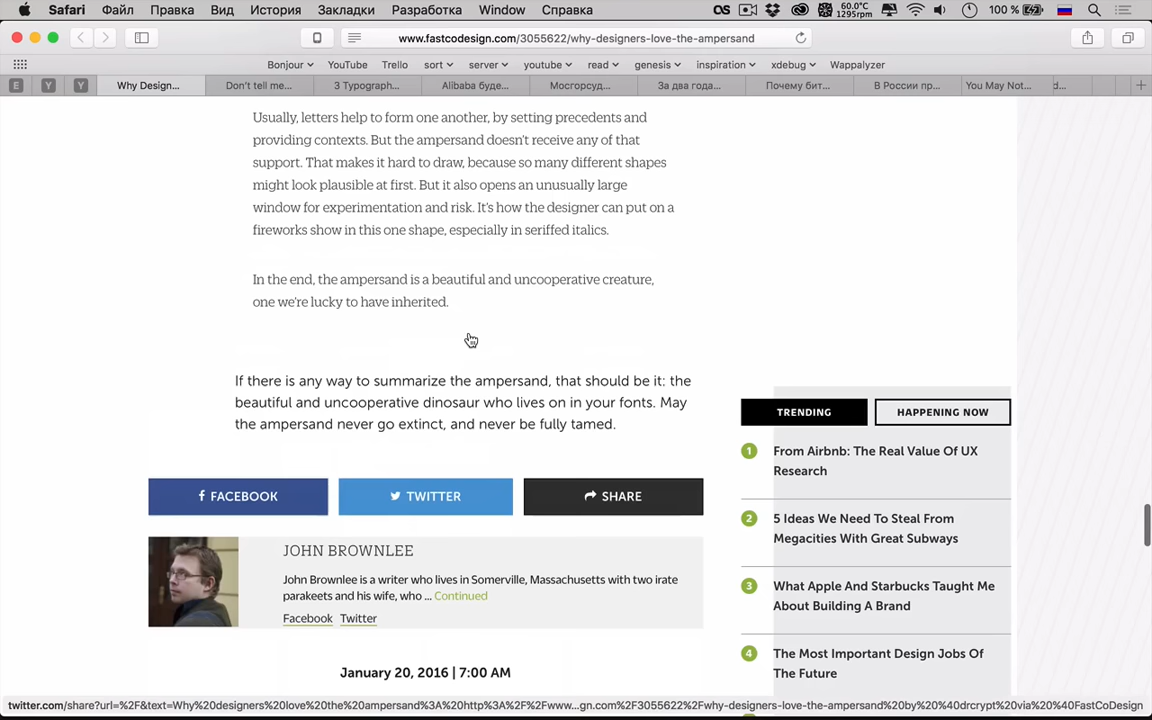 Safari Файл Правка Вид История Закладки Разработка Window Справка 60.0°C 1295rpm 100 %
www.fastcodesign.com/3055622/why-designers-love-the-ampersand
Bonjour YouTube Trello sort server youtube read genesis inspiration xdebug Wappalyzer
E Y Y Why Design... Don't tell me... 3 Typograph... Alibaba буде... Мосгорсуд... За два года... Почему бит... В России пр... You May Not... d...
Usually, letters help to form one another, by setting precedents and
providing contexts. But the ampersand doesn't receive any of that
support. That makes it hard to draw, because so many different shapes
might look plausible at first. But it also opens an unusually large
window for experimentation and risk. It's how the designer can put on a
fireworks show in this one shape, especially in seriffed italics.
In the end, the ampersand is a beautiful and uncooperative creature,
one we're lucky to have inherited.
If there is any way to summarize the ampersand, that should be it: the
beautiful and uncooperative dinosaur who lives on in your fonts. May
the ampersand never go extinct, and never be fully tamed.
FACEBOOK TWITTER SHARE
JOHN BROWNLEE
John Brownlee is a writer who lives in Somerville, Massachusetts with two irate
parakeets and his wife, who ... Continued
Facebook Twitter
January 20, 2016 | 7:00 AM
TRENDING HAPPENING NOW
1 From Airbnb: The Real Value Of UX
Research
2 5 Ideas We Need To Steal From
Megacities With Great Subways
3 What Apple And Starbucks Taught Me
About Building A Brand
4 The Most Important Design Jobs Of
The Future
twitter.com/share?url=%2F&text=Why%20designers%20love%20the%20ampersand%3A%20http%3A%2F%2Fwww...gn.com%2F3055622%2Fwhy-designers-love-the-ampersand%20by%20%40drcrypt%20via%20%40FastCoDesign